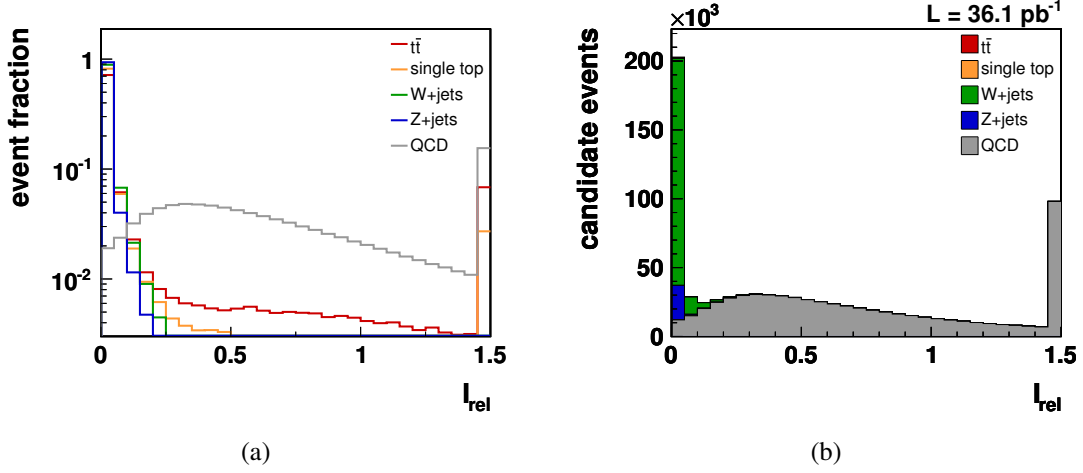 event fraction
1
10⁻¹
10⁻²
tt̄
single top
W+jets
Z+jets
QCD
0 0.5 1 1.5
I_rel
(a)
×10³
L = 36.1 pb⁻¹
candidate events
200
150
100
50000
0
tt̄
single top
W+jets
Z+jets
QCD
0 0.5 1 1.5
I_rel
(b)